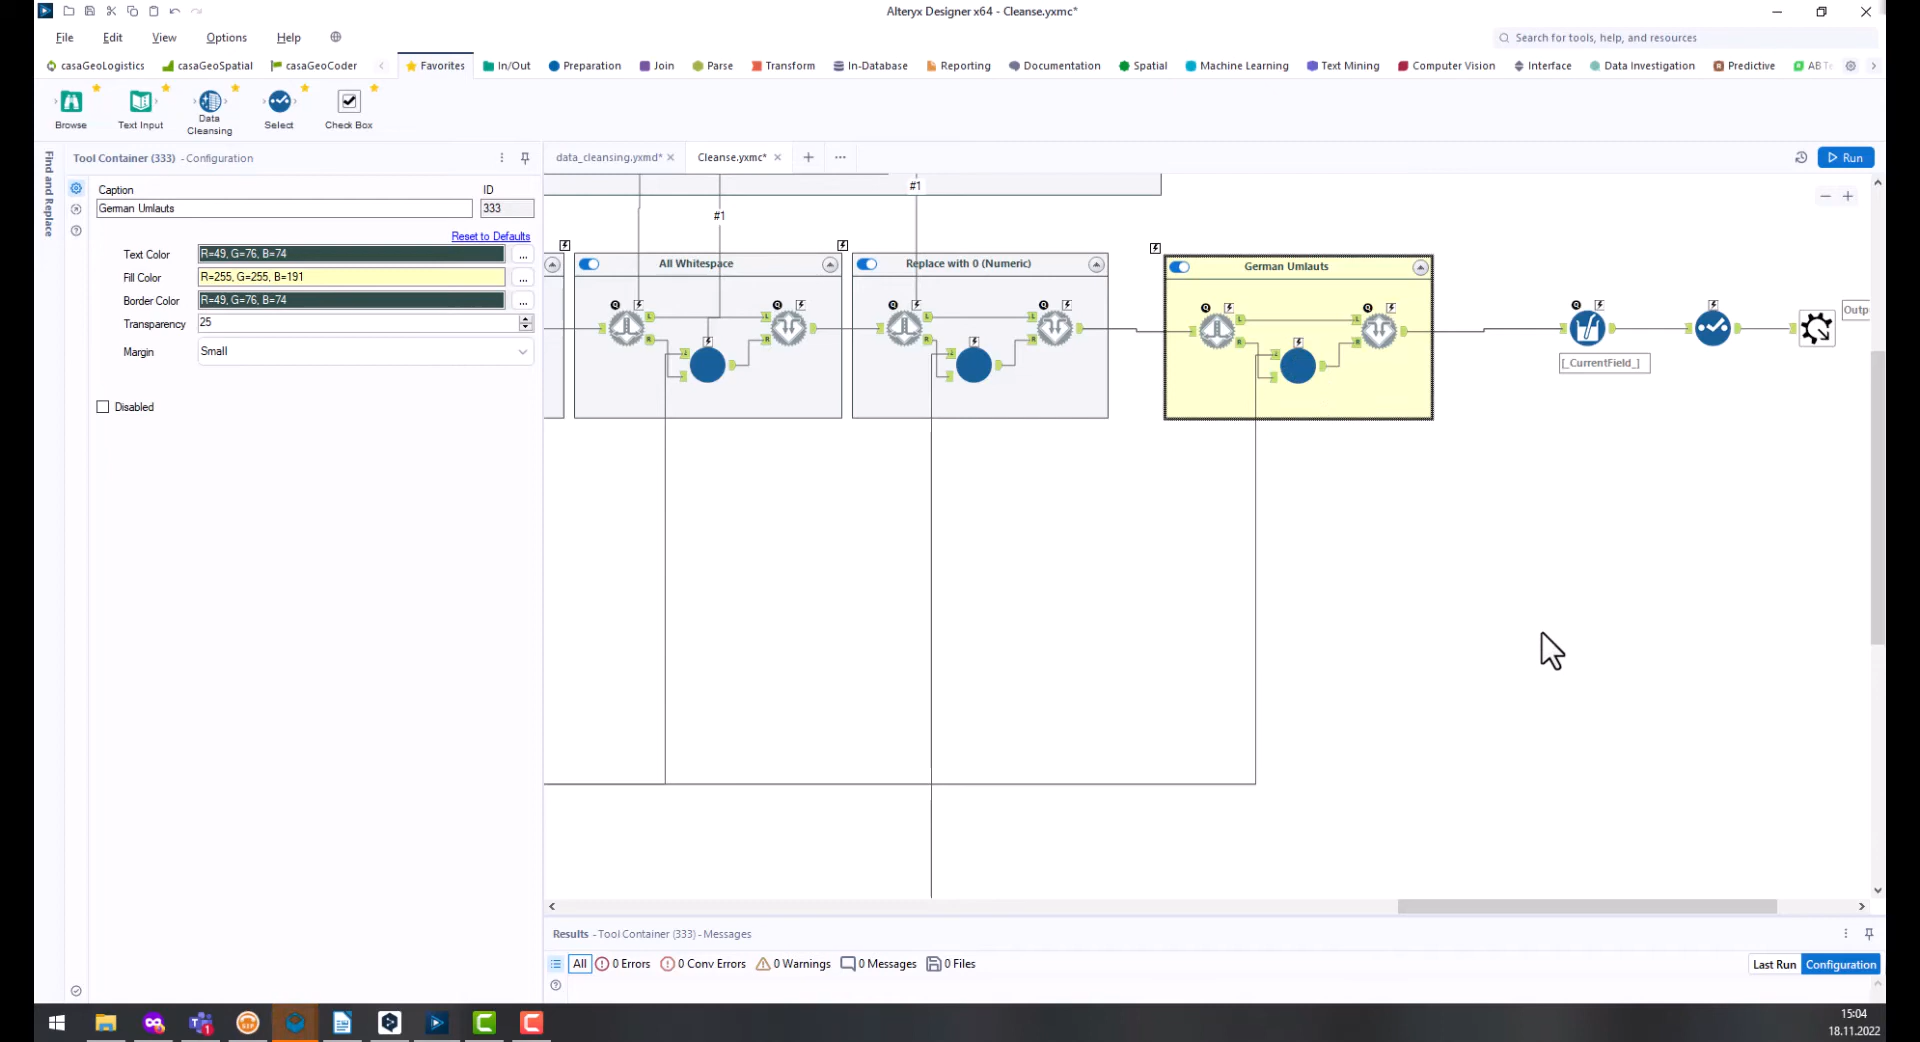 Alteryx Designer x64 - Cleanse.yxmc*
File Edit View Options Help
Search for tools, help, and resources
casaGeoLogistics casaGeoSpatial casaGeoCoder Favorites In/Out Preparation Join Parse Transform In-Database Reporting Documentation Spatial Machine Learning Text Mining Computer Vision Interface Data Investigation Predictive AB Te
Browse Text Input Data Cleansing Select Check Box
Find and Replace
Tool Container (333) - Configuration
Caption ID
German Umlauts 333
Reset to Defaults
Text Color R=49, G=76, B=74 ...
Fill Color R=255, G=255, B=191 ...
Border Color R=49, G=76, B=74 ...
Transparency 25
Margin Small
Disabled
data_cleansing.yxmd* Cleanse.yxmc* ...
Run
#1
#1
All Whitespace
Replace with 0 (Numeric)
German Umlauts
Outp
[_CurrentField_]
Results - Tool Container (333) - Messages
All 0 Errors 0 Conv Errors 0 Warnings 0 Messages 0 Files
Last Run Configuration
15:04
18.11.2022